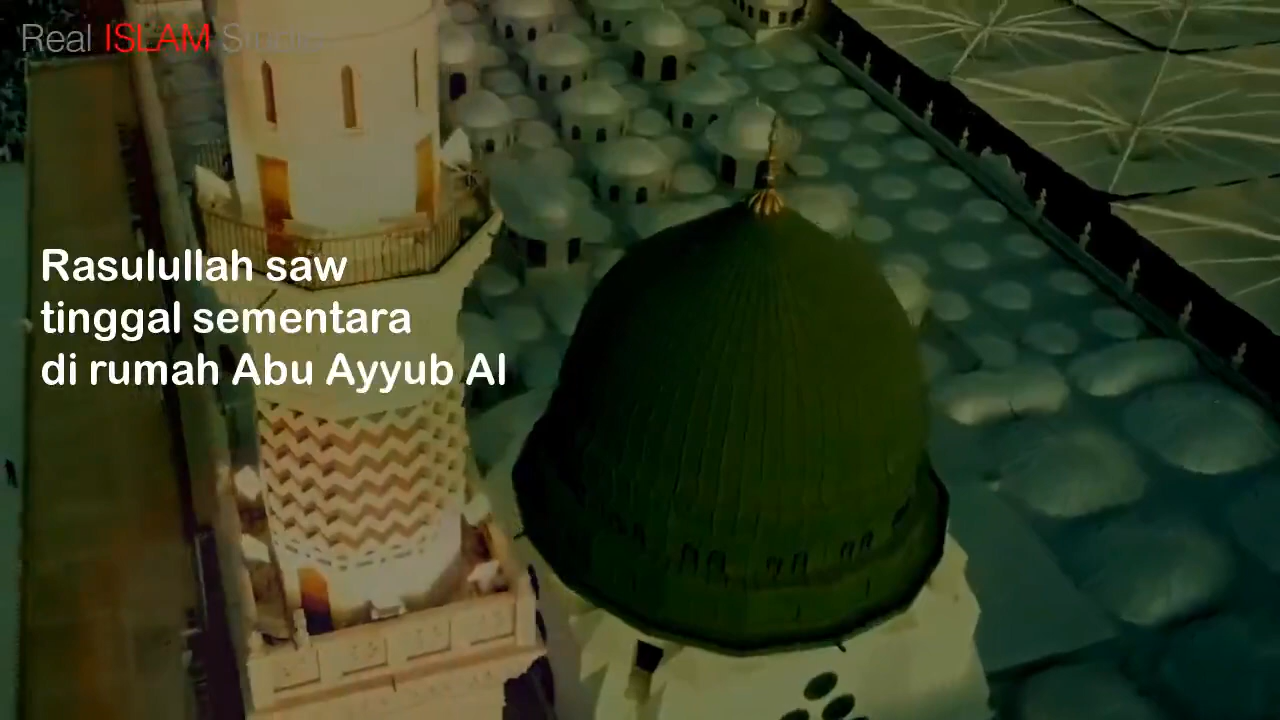 Real ISLAM Studio
Rasulullah saw
tinggal sementara
di rumah Abu Ayyub Al